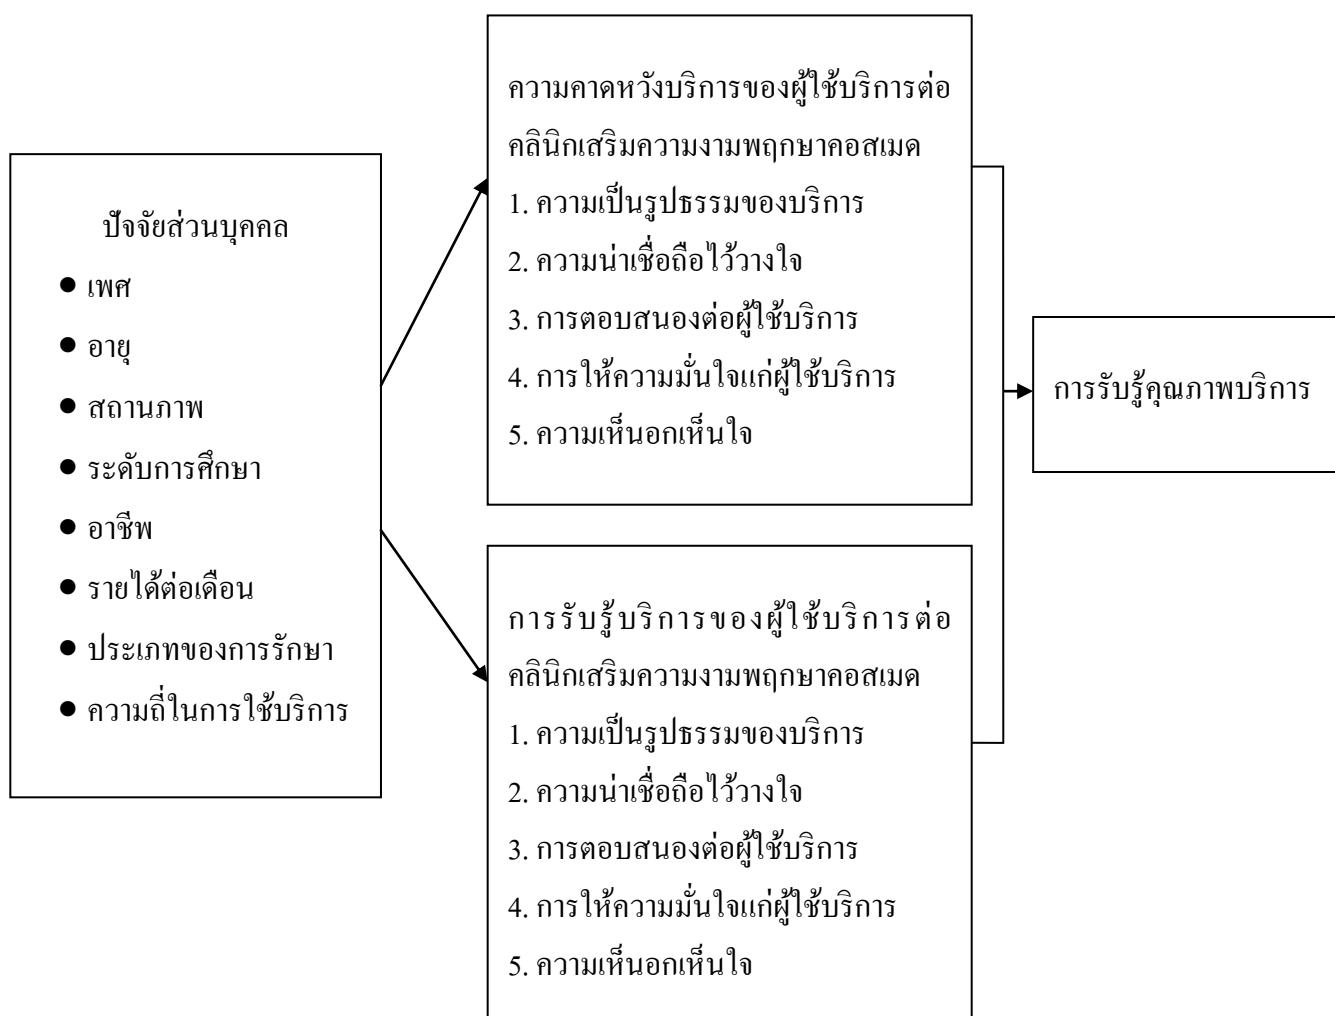 ปัจจัยส่วนบุคคล
● เพศ
● อายุ
● สถานภาพ
● ระดับการศึกษา
● อาชีพ
● รายได้ต่อเดือน
● ประเภทของการรักษา
● ความถี่ในการใช้บริการ
ความคาดหวังบริการของผู้ใช้บริการต่อ
คลินิกเสริมความงามพฤกษาคอสเมด
1. ความเป็นรูปธรรมของบริการ
2. ความน่าเชื่อถือไว้วางใจ
3. การตอบสนองต่อผู้ใช้บริการ
4. การให้ความมั่นใจแก่ผู้ใช้บริการ
5. ความเห็นอกเห็นใจ
การรับรู้บริการของผู้ใช้บริการต่อ
คลินิกเสริมความงามพฤกษาคอสเมด
1. ความเป็นรูปธรรมของบริการ
2. ความน่าเชื่อถือไว้วางใจ
3. การตอบสนองต่อผู้ใช้บริการ
4. การให้ความมั่นใจแก่ผู้ใช้บริการ
5. ความเห็นอกเห็นใจ
การรับรู้คุณภาพบริการ